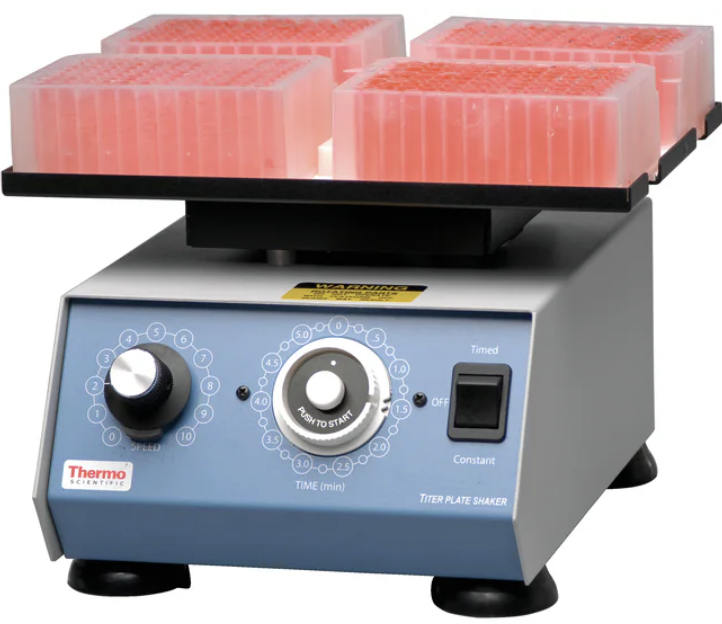 WARNING
ROTATING PARTS
4
5
6
3
7
2
8
1
9
0
10
SPEED
0
.5
1.0
1.5
2.0
2.5
3.0
3.5
4.0
4.5
5.0
PUSH TO START
TIME (min)
Timed
OFF
Constant
Thermo
SCIENTIFIC
TITER PLATE SHAKER